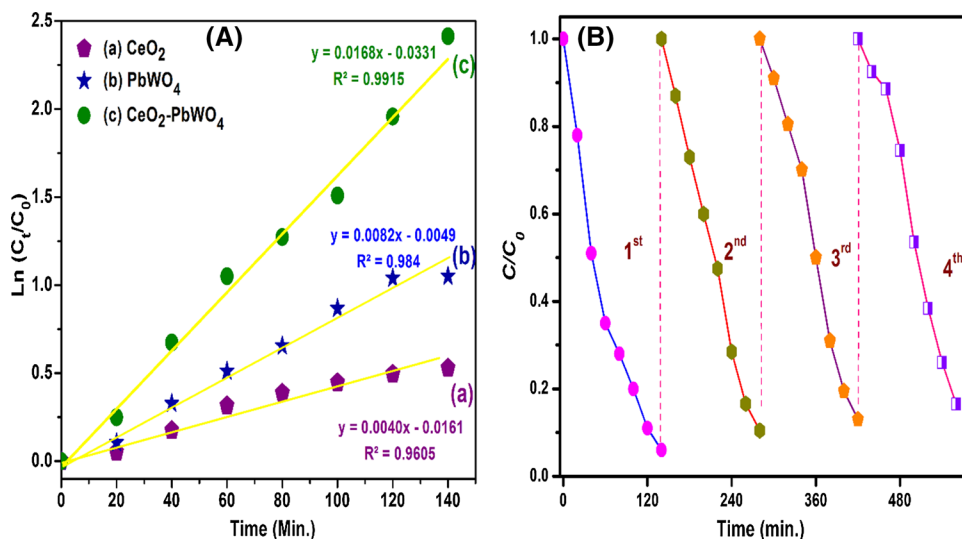 (A)
(a) CeO₂
(b) PbWO₄
(c) CeO₂-PbWO₄
y = 0.0168x - 0.0331
R² = 0.9915
(c)
y = 0.0082x - 0.0049
R² = 0.984
(b)
(a)
y = 0.0040x - 0.0161
R² = 0.9605
Ln (Cₜ/C₀)
2.5
2.0
1.5
1.0
0.5
0.0
0 20 40 60 80 100 120 140
Time (Min.)
(B)
C/C₀
1.0
0.8
0.6
0.4
0.2
0.0
1st 2nd 3rd 4th
0 120 240 360 480
Time (min.)